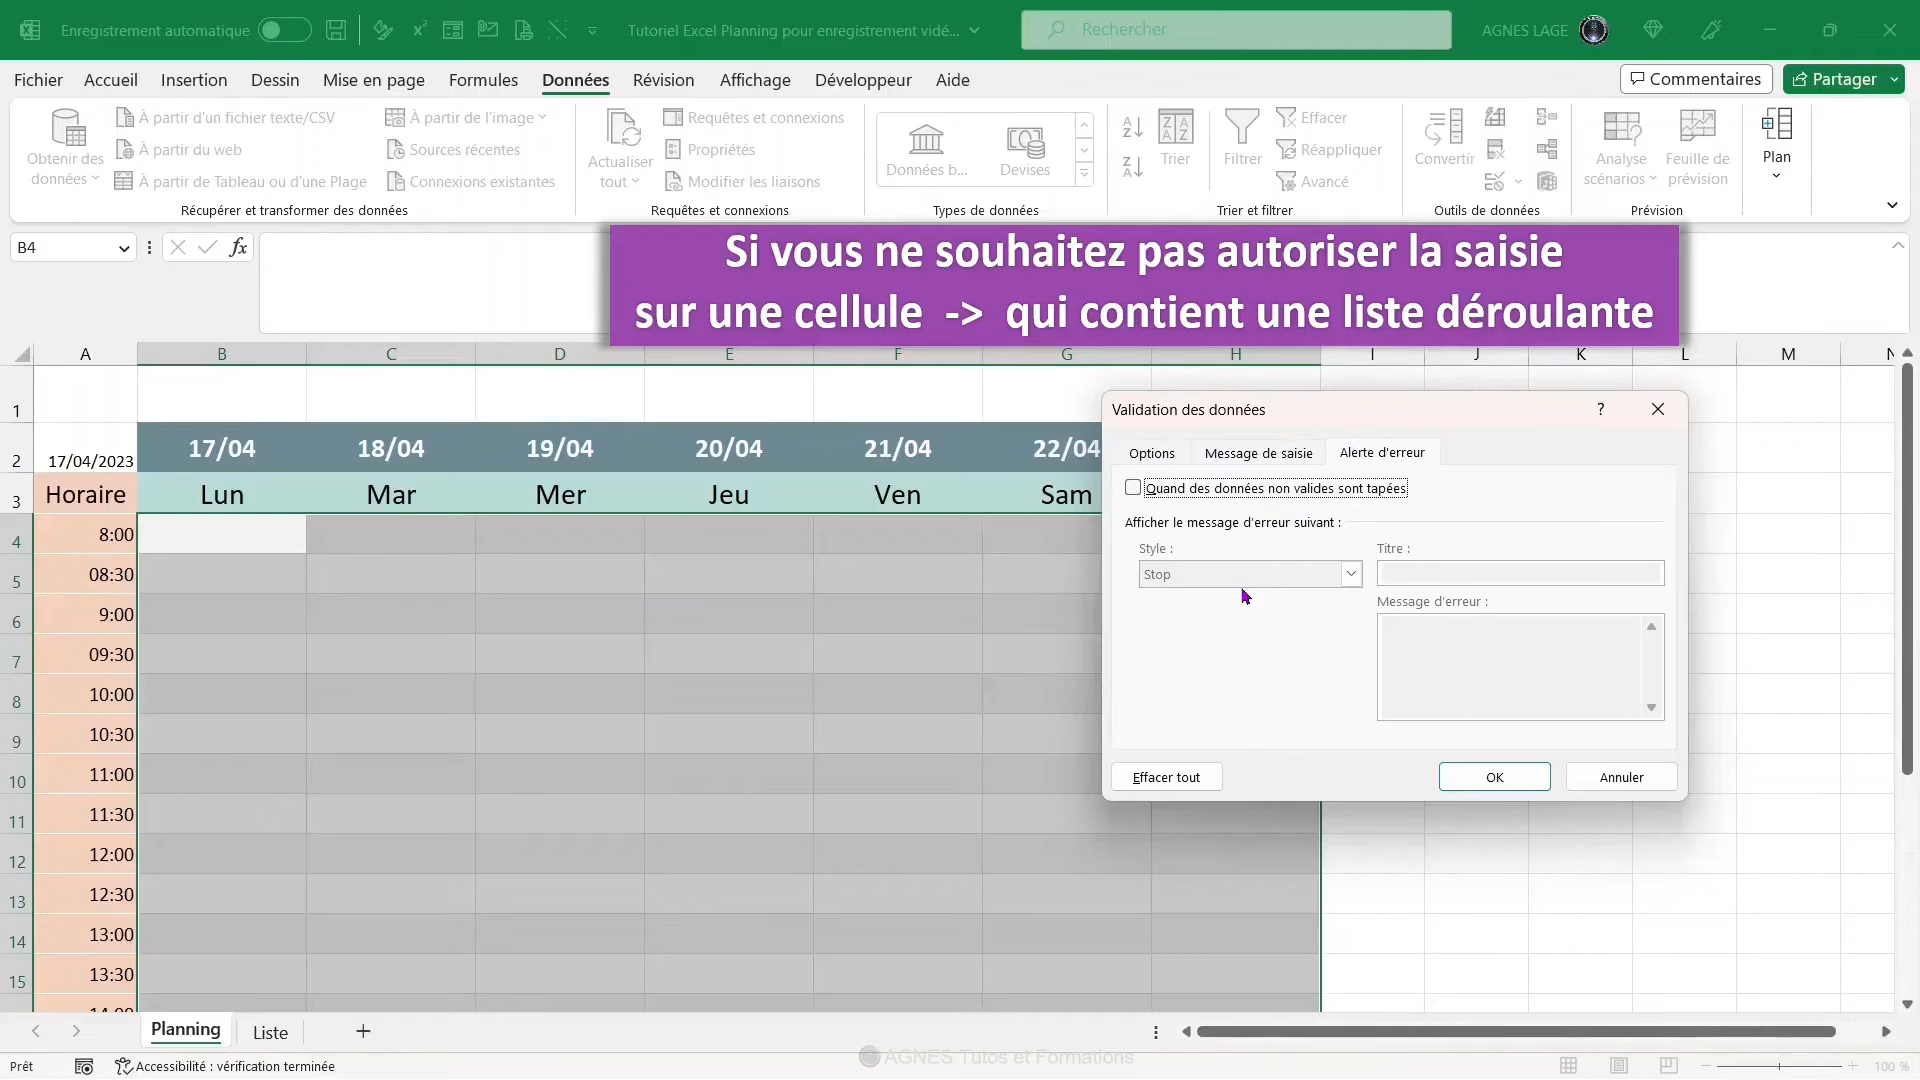 Enregistrement automatique
Tutoriel Excel Planning pour enregistrement vidé...
Rechercher
AGNES LAGE
Fichier Accueil Insertion Dessin Mise en page Formules Données Révision Affichage Développeur Aide
Commentaires
Partager
Obtenir des données
À partir d'un fichier texte/CSV
À partir du web
À partir de Tableau ou d'une Plage
À partir de l'image
Sources récentes
Connexions existantes
Récupérer et transformer des données
Actualiser tout
Requêtes et connexions
Propriétés
Modifier les liaisons
Requêtes et connexions
Données b...
Devises
Types de données
Trier
Filtrer
Effacer
Réappliquer
Avancé
Trier et filtrer
Convertir
Outils de données
Analyse scénarios
Feuille de prévision
Prévision
Plan
B4
fx
Si vous ne souhaitez pas autoriser la saisie
sur une cellule -> qui contient une liste déroulante
A B C D E F G H I J K L M N
1
2 17/04/2023 17/04 18/04 19/04 20/04 21/04 22/04
3 Horaire Lun Mar Mer Jeu Ven Sam
4 8:00
5 08:30
6 9:00
7 09:30
8 10:00
9 10:30
10 11:00
11 11:30
12 12:00
13 12:30
14 13:00
15 13:30
14:00
Validation des données
?
Options Message de saisie Alerte d'erreur
Quand des données non valides sont tapées
Afficher le message d'erreur suivant :
Style :
Stop
Titre :
Message d'erreur :
Effacer tout
OK
Annuler
Planning Liste
AGNES Tutos et Formations
Prêt
Accessibilité : vérification terminée
100 %